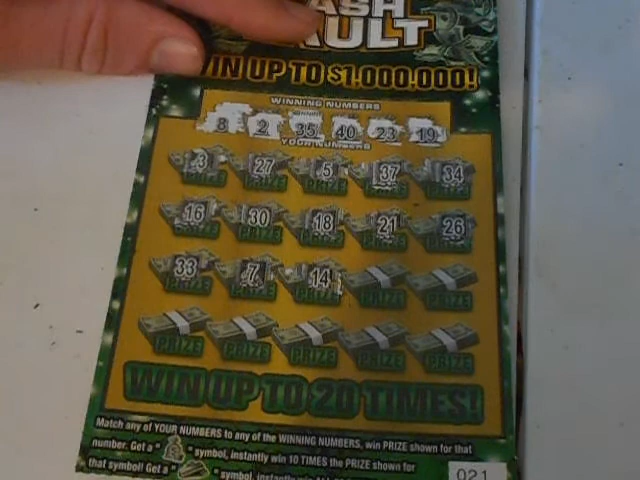 VAULT
WIN UP TO $1,000,000!
WINNING NUMBERS
8 2 35 40 23 19
YOUR NUMBERS
3 27 5 37 34
PRIZE PRIZE PRIZE PRIZE PRIZE
16 30 18 21 26
PRIZE PRIZE PRIZE PRIZE PRIZE
33 7 14
PRIZE PRIZE PRIZE PRIZE PRIZE
PRIZE PRIZE PRIZE PRIZE PRIZE
WIN UP TO 20 TIMES!
Match any of YOUR NUMBERS to any of the WINNING NUMBERS, win PRIZE shown for that
number. Get a " " symbol, instantly win 10 TIMES the PRIZE shown for
that symbol! Get a " " symbol, instantly win
021